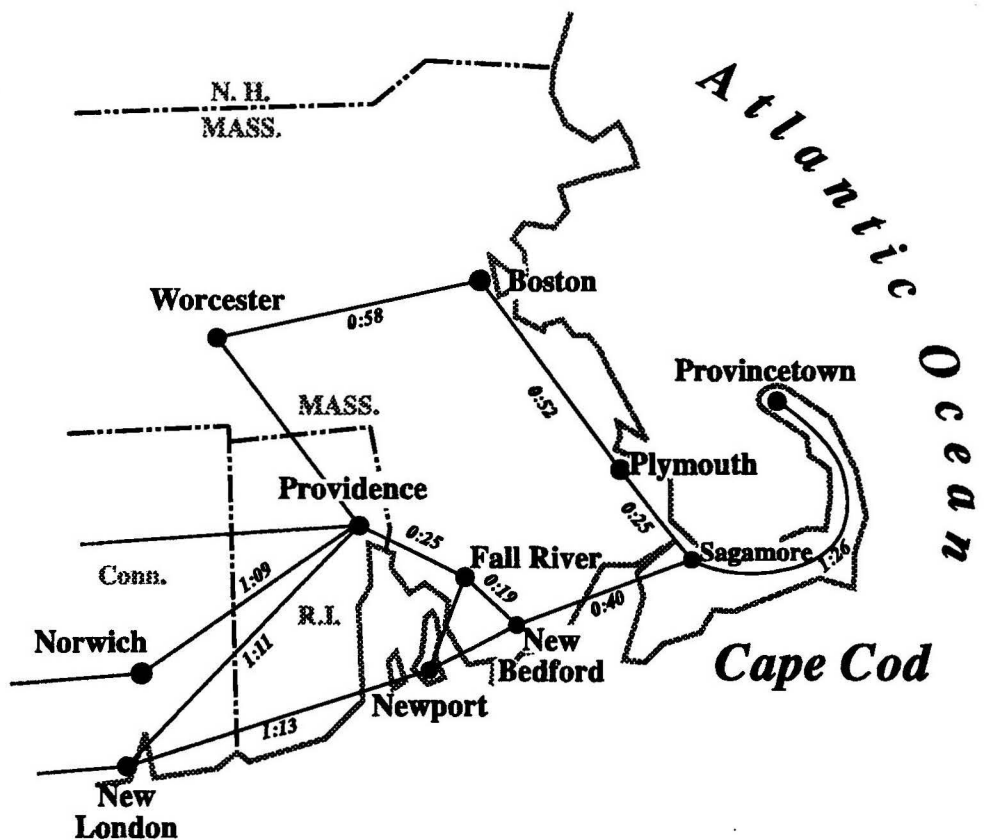 Atlantic
Ocean
N. H.
MASS.
Worcester
Boston
0:58
Provincetown
0:52
MASS.
Plymouth
Providence
0:25
0:25
Fall River
Sagamore
1:26
Conn.
1:09
0:19
0:40
R.I.
Norwich
1:11
New
Bedford
Cape Cod
Newport
1:13
New
London